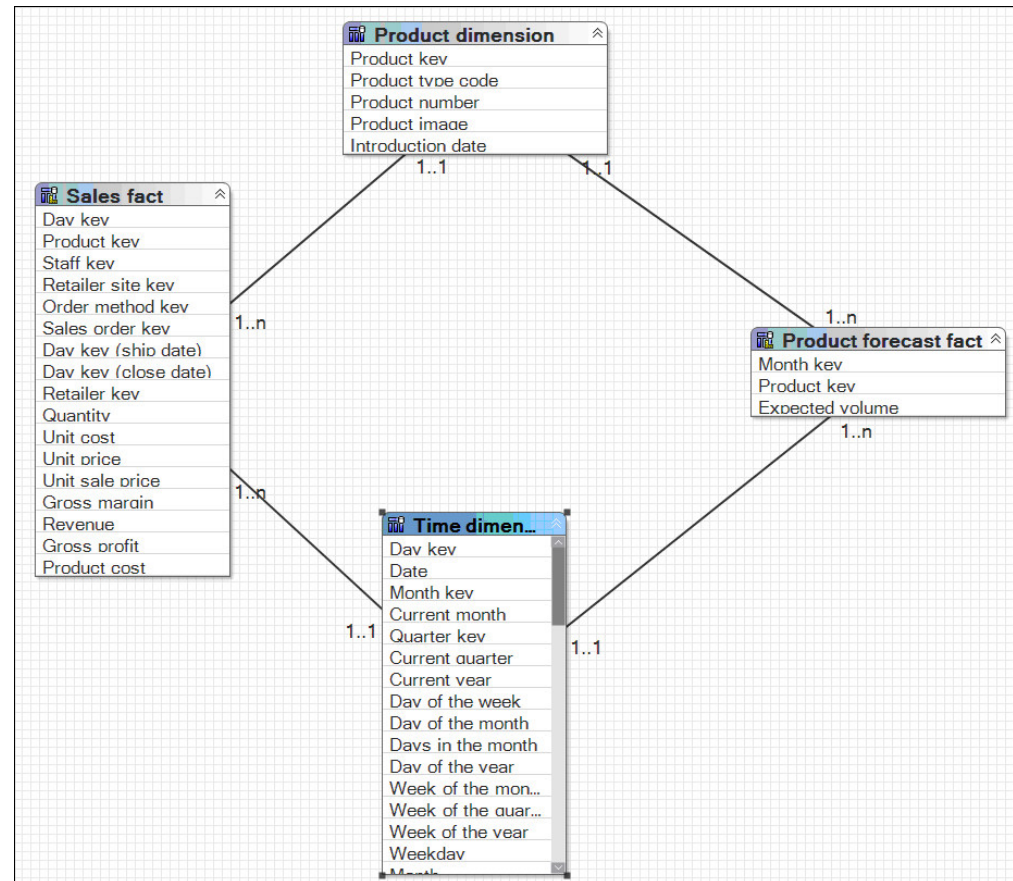 Product dimension
Product key
Product type code
Product number
Product image
Introduction date
1..1
1..1
Sales fact
Day key
Product key
Staff key
Retailer site key
Order method key
Sales order key
Day key (ship date)
Day key (close date)
Retailer key
Quantity
Unit cost
Unit price
Unit sale price
Gross margin
Revenue
Gross profit
Product cost
1..n
1..n
1..n
Product forecast fact
Month key
Product key
Expected volume
1..n
Time dimen...
Day key
Date
Month key
Current month
Quarter key
Current quarter
Current year
Day of the week
Day of the month
Days in the month
Day of the year
Week of the mon...
Week of the quar...
Week of the year
Weekday
Month
1..1
1..1